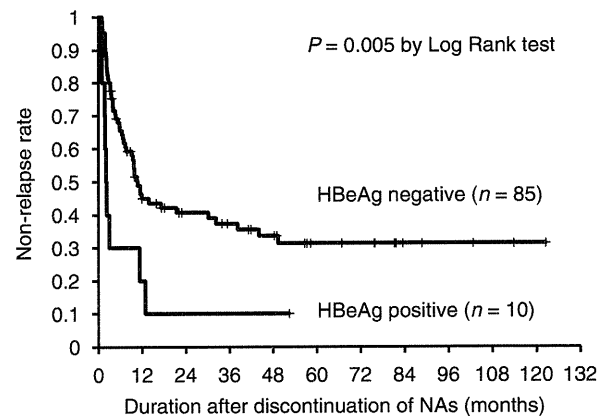 P = 0.005 by Log Rank test
Non-relapse rate
1
0.9
0.8
0.7
0.6
0.5
0.4
0.3
0.2
0.1
0
HBeAg negative (n = 85)
HBeAg positive (n = 10)
0 12 24 36 48 60 72 84 96 108 120 132
Duration after discontinuation of NAs (months)